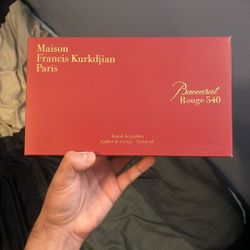 Maison
Francis Kurkdjian
Paris
Baccarat
Rouge 540
Extrait de parfum
Coffret de voyage - Travel set